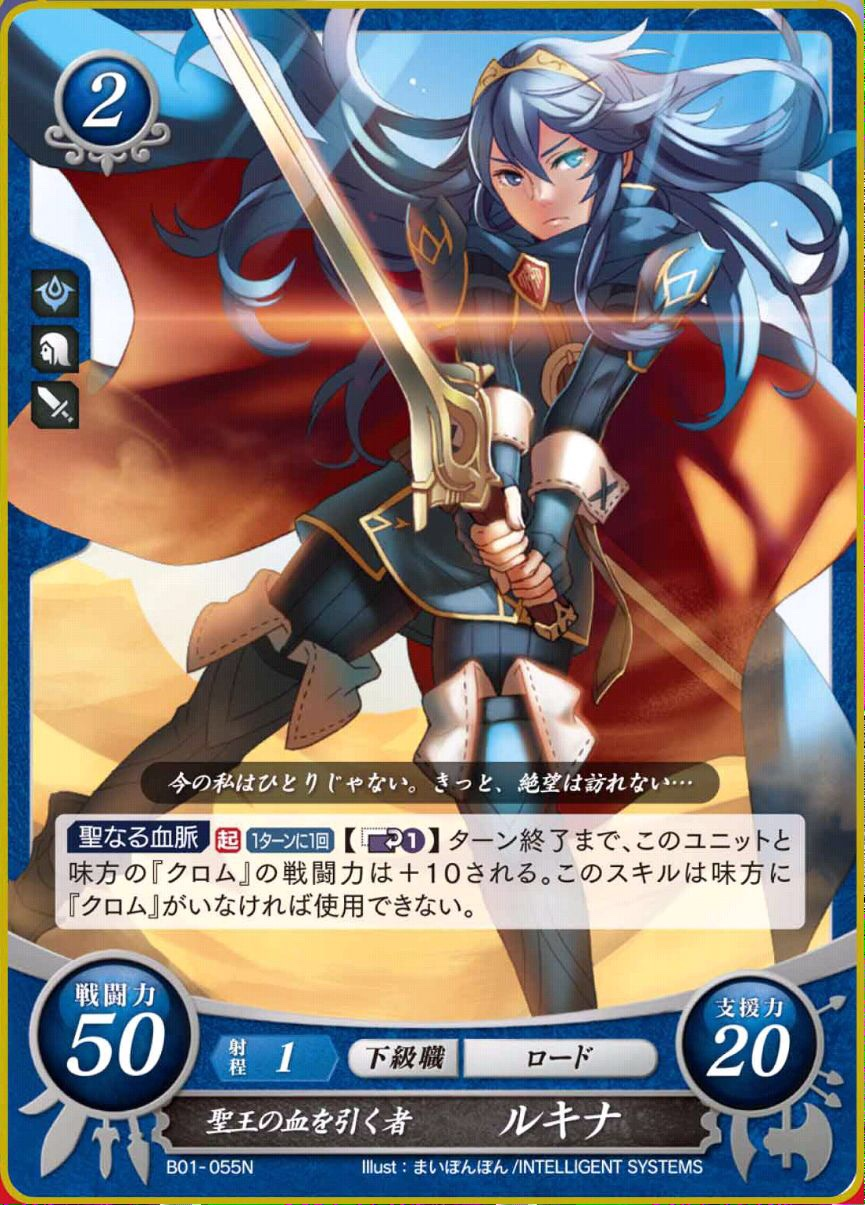 2
今の私はひとりじゃない。きっと、絶望は訪れない…
聖なる血脈 起 1ターンに1回 【1】ターン終了まで、このユニットと
味方の『クロム』の戦闘力は+10される。このスキルは味方に
『クロム』がいなければ使用できない。
戦闘力
50
射程 1 下級職 ロード
支援力
20
聖王の血を引く者 ルキナ
B01-055N Illust:まいぽんぽん/INTELLIGENT SYSTEMS